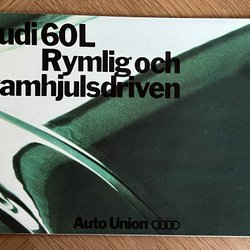 udi 60L
Rymlig och
amhjulsdriven
Auto Union